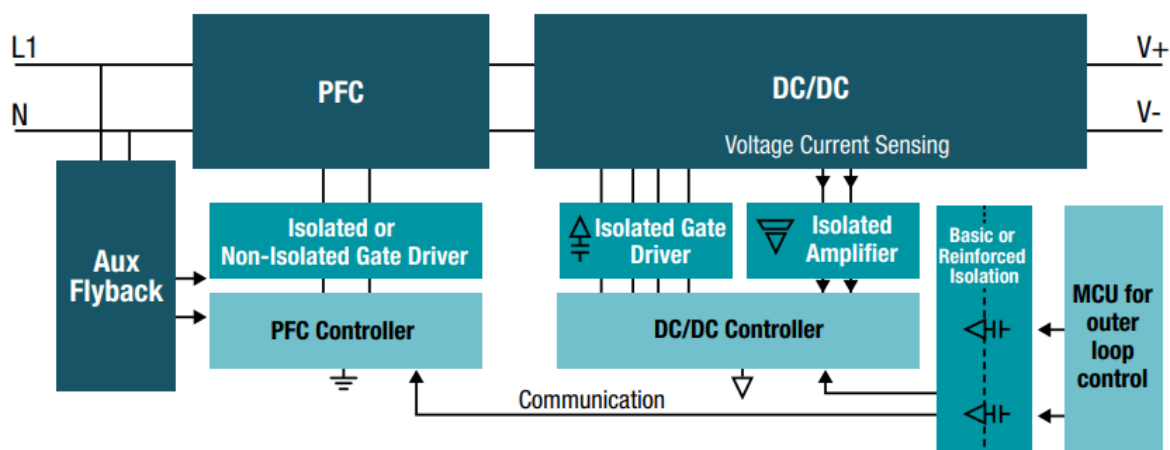 L1
N
PFC
DC/DC
Voltage Current Sensing
V+
V-
Aux
Flyback
Isolated or
Non-Isolated Gate Driver
Isolated Gate
Driver
Isolated
Amplifier
Basic or
Reinforced
Isolation
MCU for
outer
loop
control
PFC Controller
DC/DC Controller
Communication